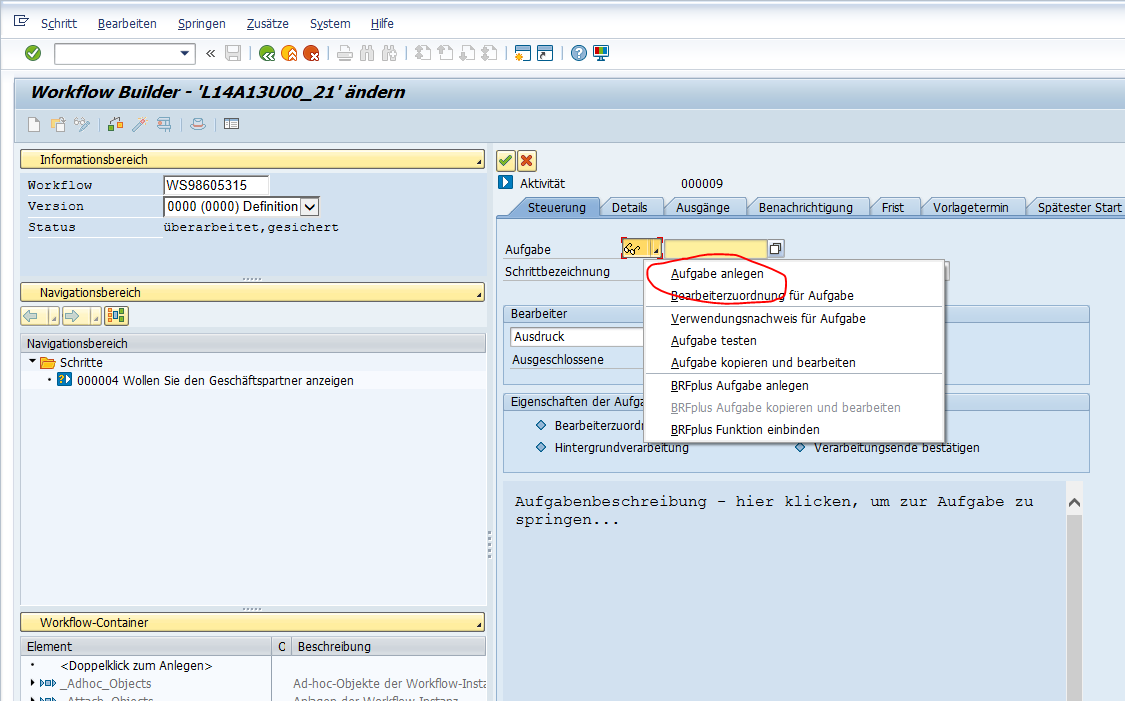 Schritt Bearbeiten Springen Zusätze System Hilfe
Workflow Builder - 'L14A13U00_21' ändern
Informationsbereich
Workflow WS98605315
Version 0000 (0000) Definition
Status überarbeitet,gesichert
Navigationsbereich
Navigationsbereich
Schritte
000004 Wollen Sie den Geschäftspartner anzeigen
Workflow-Container
Element C Beschreibung
<Doppelklick zum Anlegen>
_Adhoc_Objects Ad-hoc-Objekte der Workflow-Insta
_Attach_Objects Anlagen der Workflow-Instanz
Aktivität 000009
Steuerung Details Ausgänge Benachrichtigung Frist Vorlagetermin Spätester Start
Aufgabe
Schrittbezeichnung
Aufgabe anlegen
Bearbeiterzuordnung für Aufgabe
Verwendungsnachweis für Aufgabe
Aufgabe testen
Aufgabe kopieren und bearbeiten
BRFplus Aufgabe anlegen
BRFplus Aufgabe kopieren und bearbeiten
BRFplus Funktion einbinden
Bearbeiter
Ausdruck
Ausgeschlossene
Eigenschaften der Aufga
Bearbeiterzuordn
Hintergrundverarbeitung Verarbeitungsende bestätigen
Aufgabenbeschreibung - hier klicken, um zur Aufgabe zu
springen...